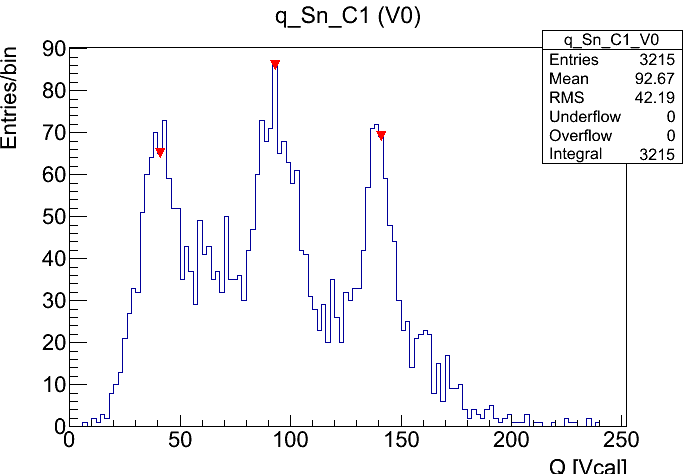 q_Sn_C1 (V0)
q_Sn_C1_V0
Entries 3215
Mean 92.67
RMS 42.19
Underflow 0
Overflow 0
Integral 3215
Entries/bin
90
80
70
60
50
40
30
20
10
0
0 50 100 150 200 250
Q [Vcal]